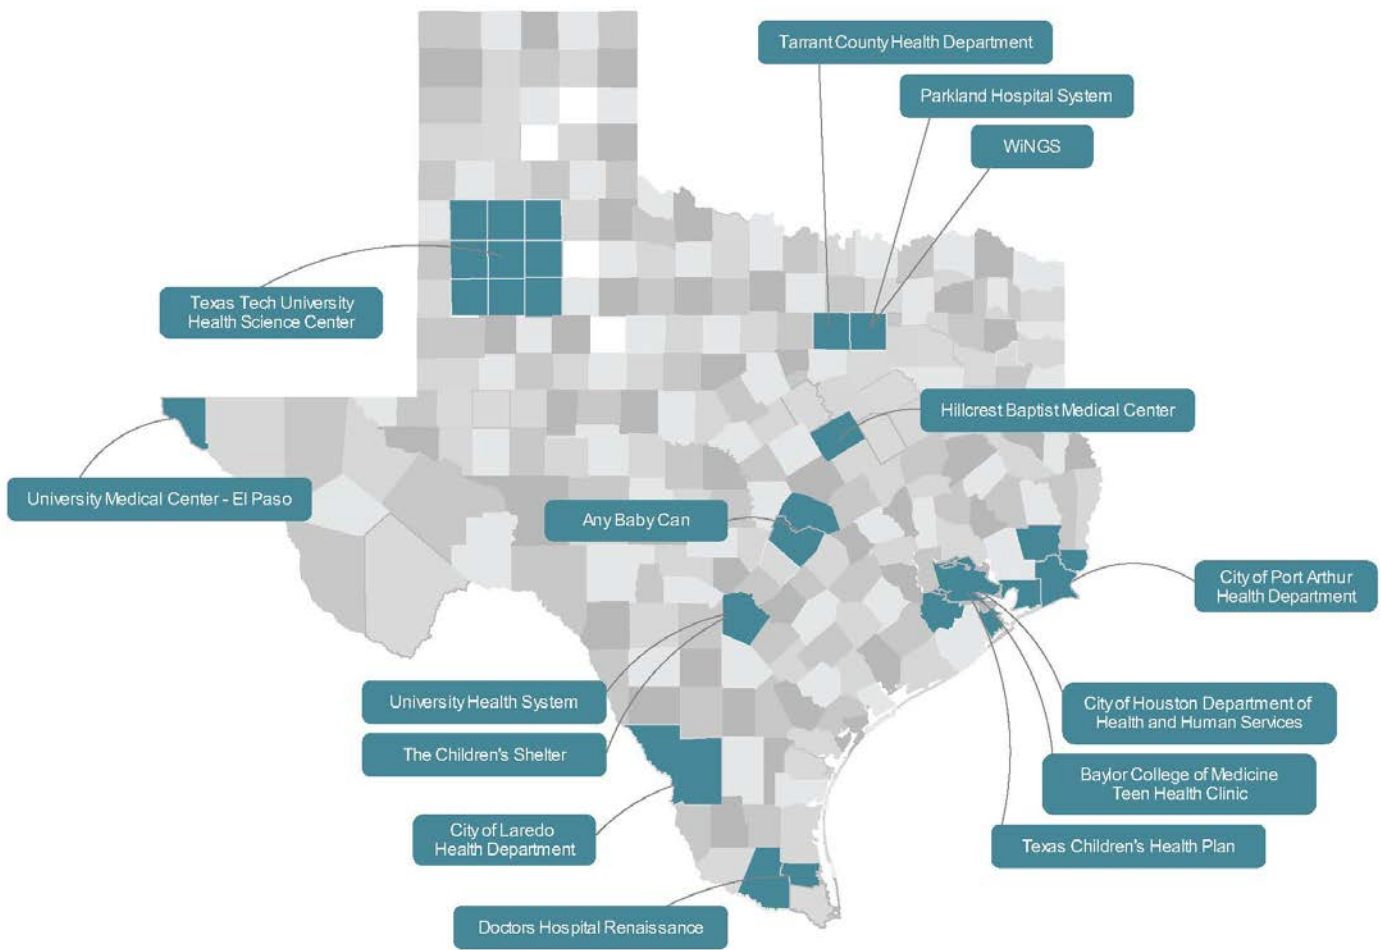 Tarrant County Health Department
Parkland Hospital System
WiNGS
Texas Tech University
Health Science Center
Hillcrest Baptist Medical Center
University Medical Center - El Paso
Any Baby Can
City of Port Arthur
Health Department
University Health System
City of Houston Department of
Health and Human Services
The Children's Shelter
Baylor College of Medicine
Teen Health Clinic
City of Laredo
Health Department
Texas Children's Health Plan
Doctors Hospital Renaissance